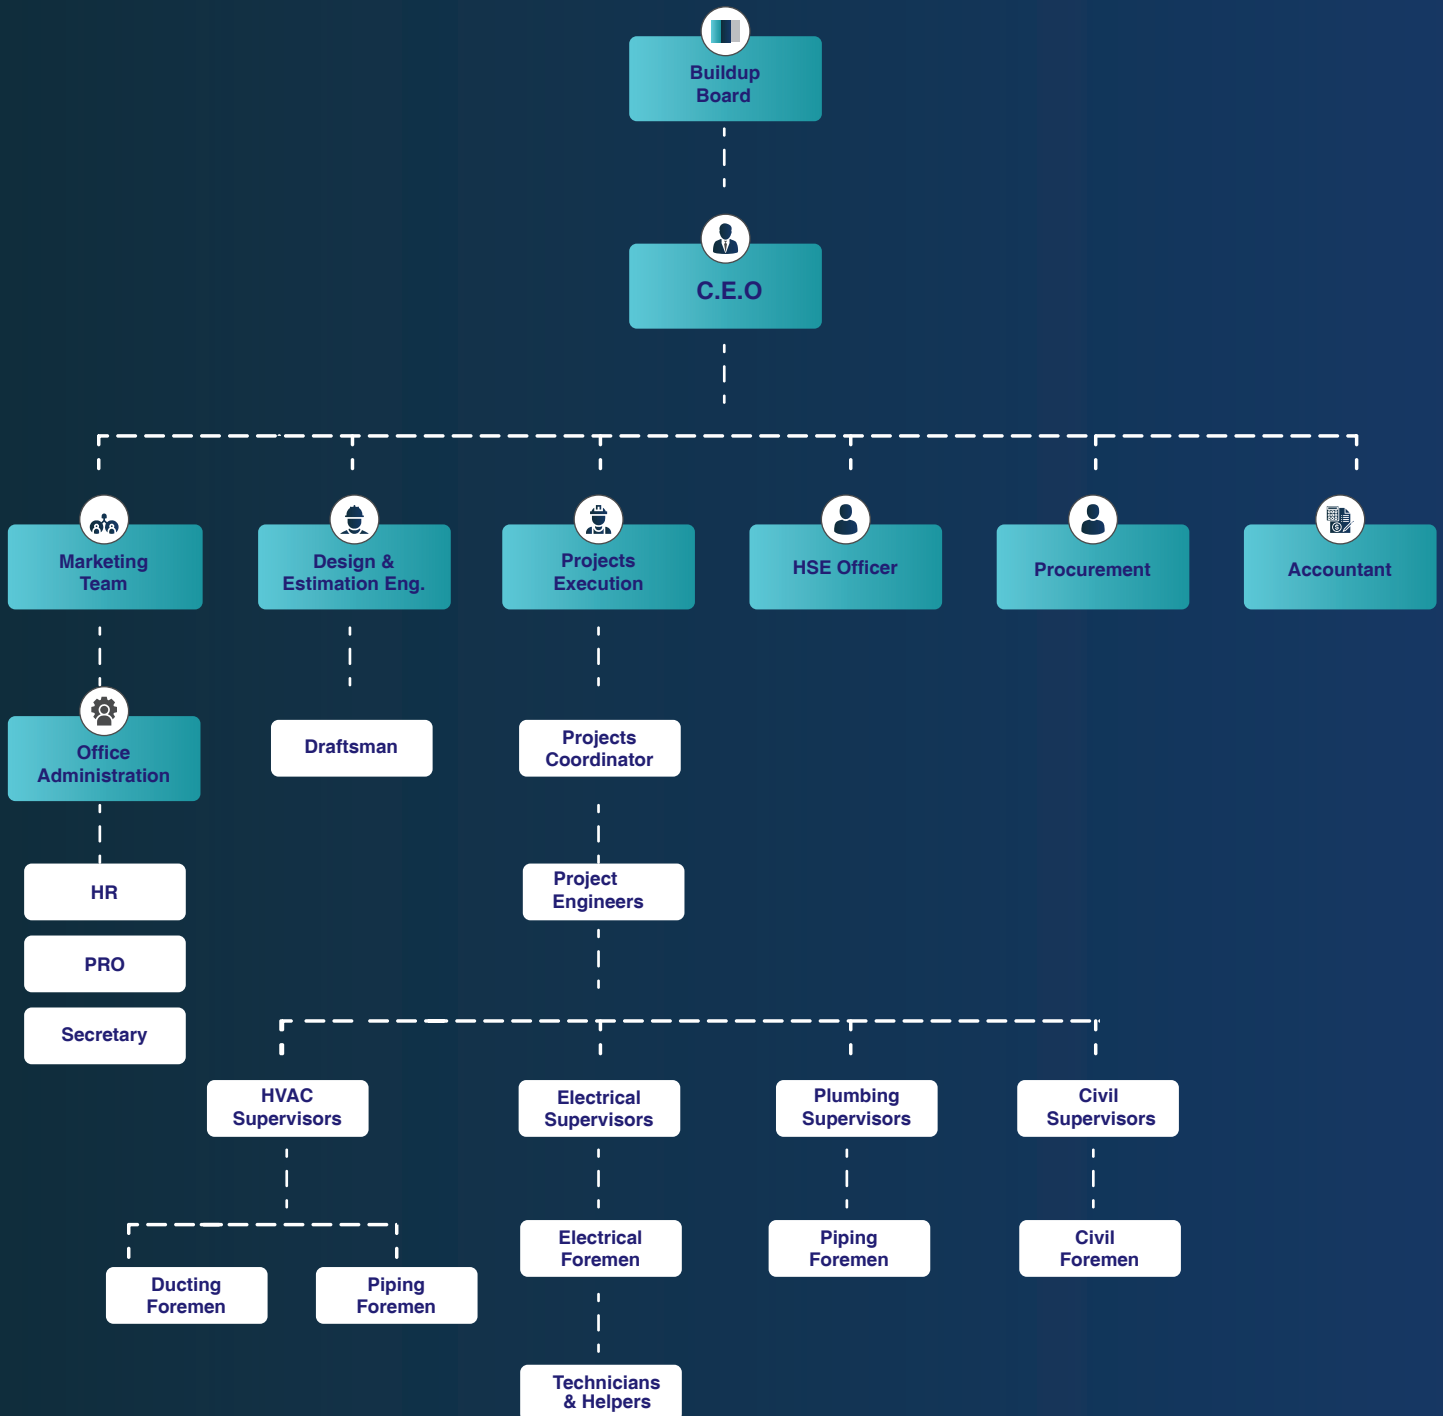 Buildup
Board
C.E.O
Marketing
Team
Design &
Estimation Eng.
Projects
Execution
HSE Officer
Procurement
Accountant
Office
Administration
Draftsman
Projects
Coordinator
HR
Project
Engineers
PRO
Secretary
HVAC
Supervisors
Electrical
Supervisors
Plumbing
Supervisors
Civil
Supervisors
Electrical
Foremen
Piping
Foremen
Civil
Foremen
Ducting
Foremen
Piping
Foremen
Technicians
& Helpers